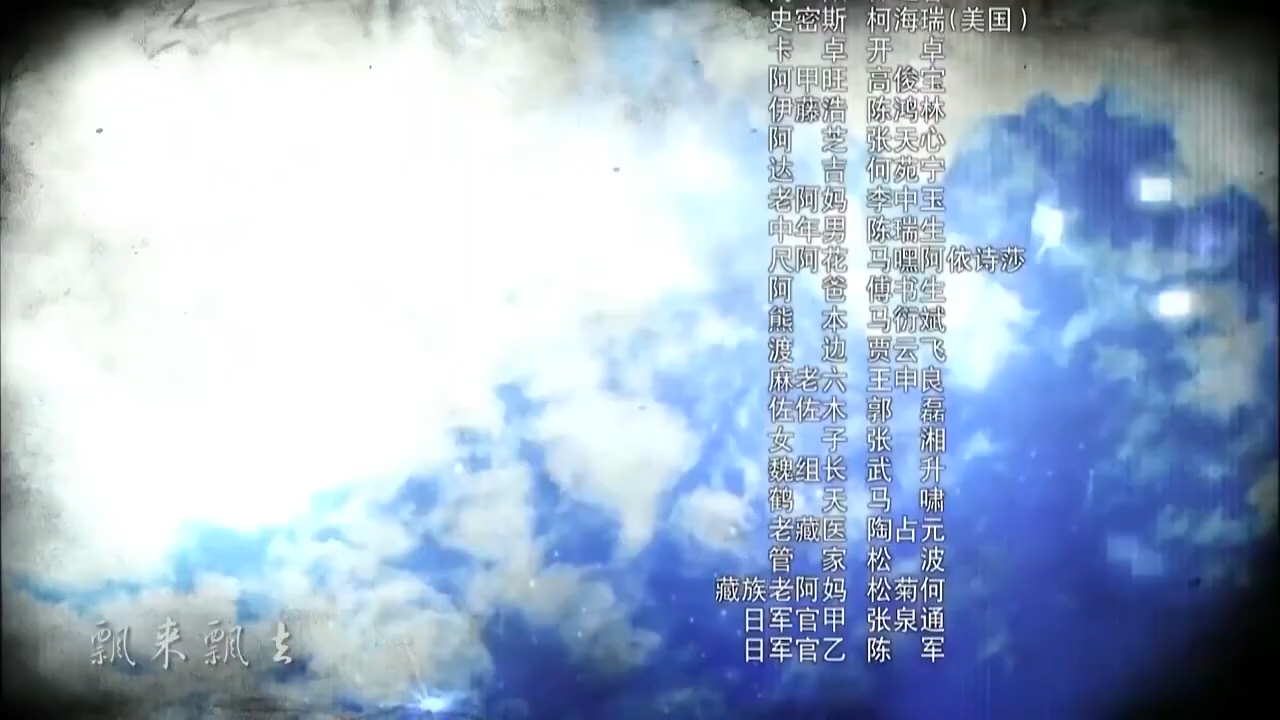 史密斯 柯海瑞(美国)
卡卓 开卓
阿甲旺 高俊宝
伊藤浩 陈鸿林
阿芝 张天心
达吉 何苑宁
老阿妈 李中玉
中年男 陈瑞生
尺阿花 马嘿阿依诗莎
阿爸 傅书生
熊本 马衍斌
渡边 贾云飞
麻老六 王申良
佐佐木 郭磊
女子 张湘
魏组长 武升
鹤天 马啸
老藏医 陶占元
管家 松波
藏族老阿妈 松菊何
日军官甲 张泉通
日军官乙 陈军
飘来飘去